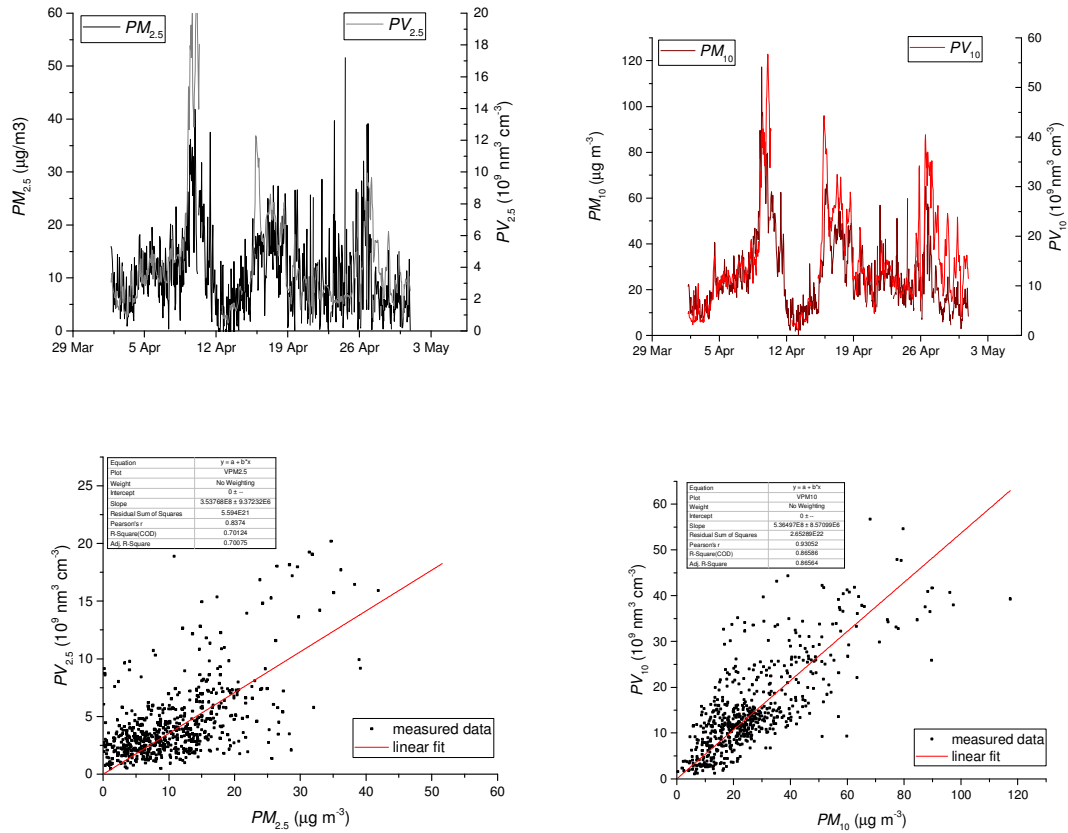 PM2.5
PV2.5
60
50
40
30
20
10
0
PM2.5 (μg/m3)
20
18
16
14
12
10
8
6
4
2
0
PV2.5 (10⁹ nm³ cm⁻³)
29 Mar 5 Apr 12 Apr 19 Apr 26 Apr 3 May
PM10
PV10
120
100
80
60
40
20
0
PM10 (μg m⁻³)
60
50
40
30
20
10
0
PV10 (10⁹ nm³ cm⁻³)
29 Mar 5 Apr 12 Apr 19 Apr 26 Apr 3 May
Equation y = a + b*x
Plot VPM2.5
Weight No Weighting
Intercept 0 ± --
Slope 3.53768E8 ± 9.37232E6
Residual Sum of Squares 5.594E21
Pearson's r 0.8374
R-Square(COD) 0.70124
Adj. R-Square 0.70075
25
20
15
10
5
0
PV2.5 (10⁹ nm³ cm⁻³)
measured data
linear fit
0 10 20 30 40 50 60
PM2.5 (μg m⁻³)
Equation y = a + b*x
Plot VPM10
Weight No Weighting
Intercept 0 ± --
Slope 5.36497E8 ± 8.57099E6
Residual Sum of Squares 2.65289E22
Pearson's r 0.93052
R-Square(COD) 0.86586
Adj. R-Square 0.86564
60
50
40
30
20
10
0
PV10 (10⁹ nm³ cm⁻³)
measured data
linear fit
0 20 40 60 80 100 120
PM10 (μg m⁻³)